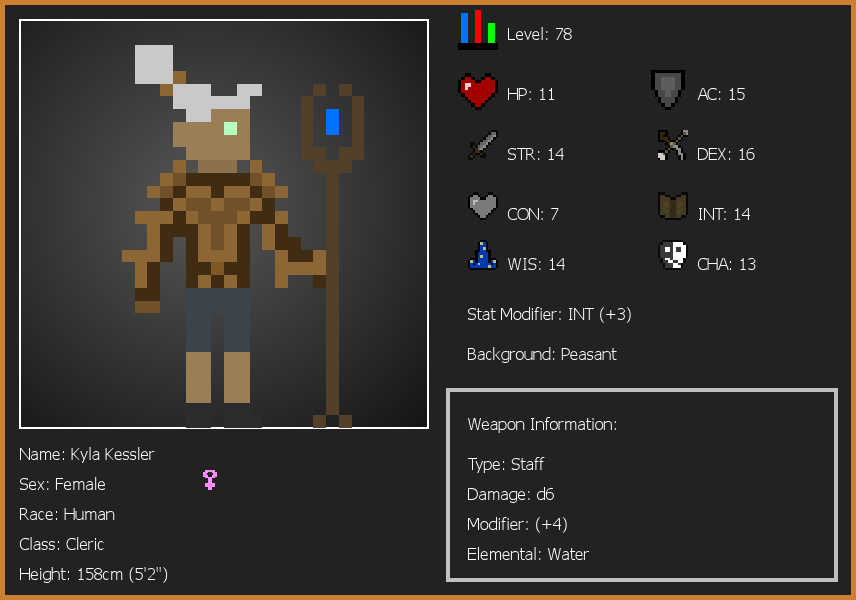 Level: 78
HP: 11
AC: 15
STR: 14
DEX: 16
CON: 7
INT: 14
WIS: 14
CHA: 13
Stat Modifier: INT (+3)
Background: Peasant
Weapon Information:
Type: Staff
Damage: d6
Modifier: (+4)
Elemental: Water
Name: Kyla Kessler
Sex: Female
Race: Human
Class: Cleric
Height: 158cm (5'2")